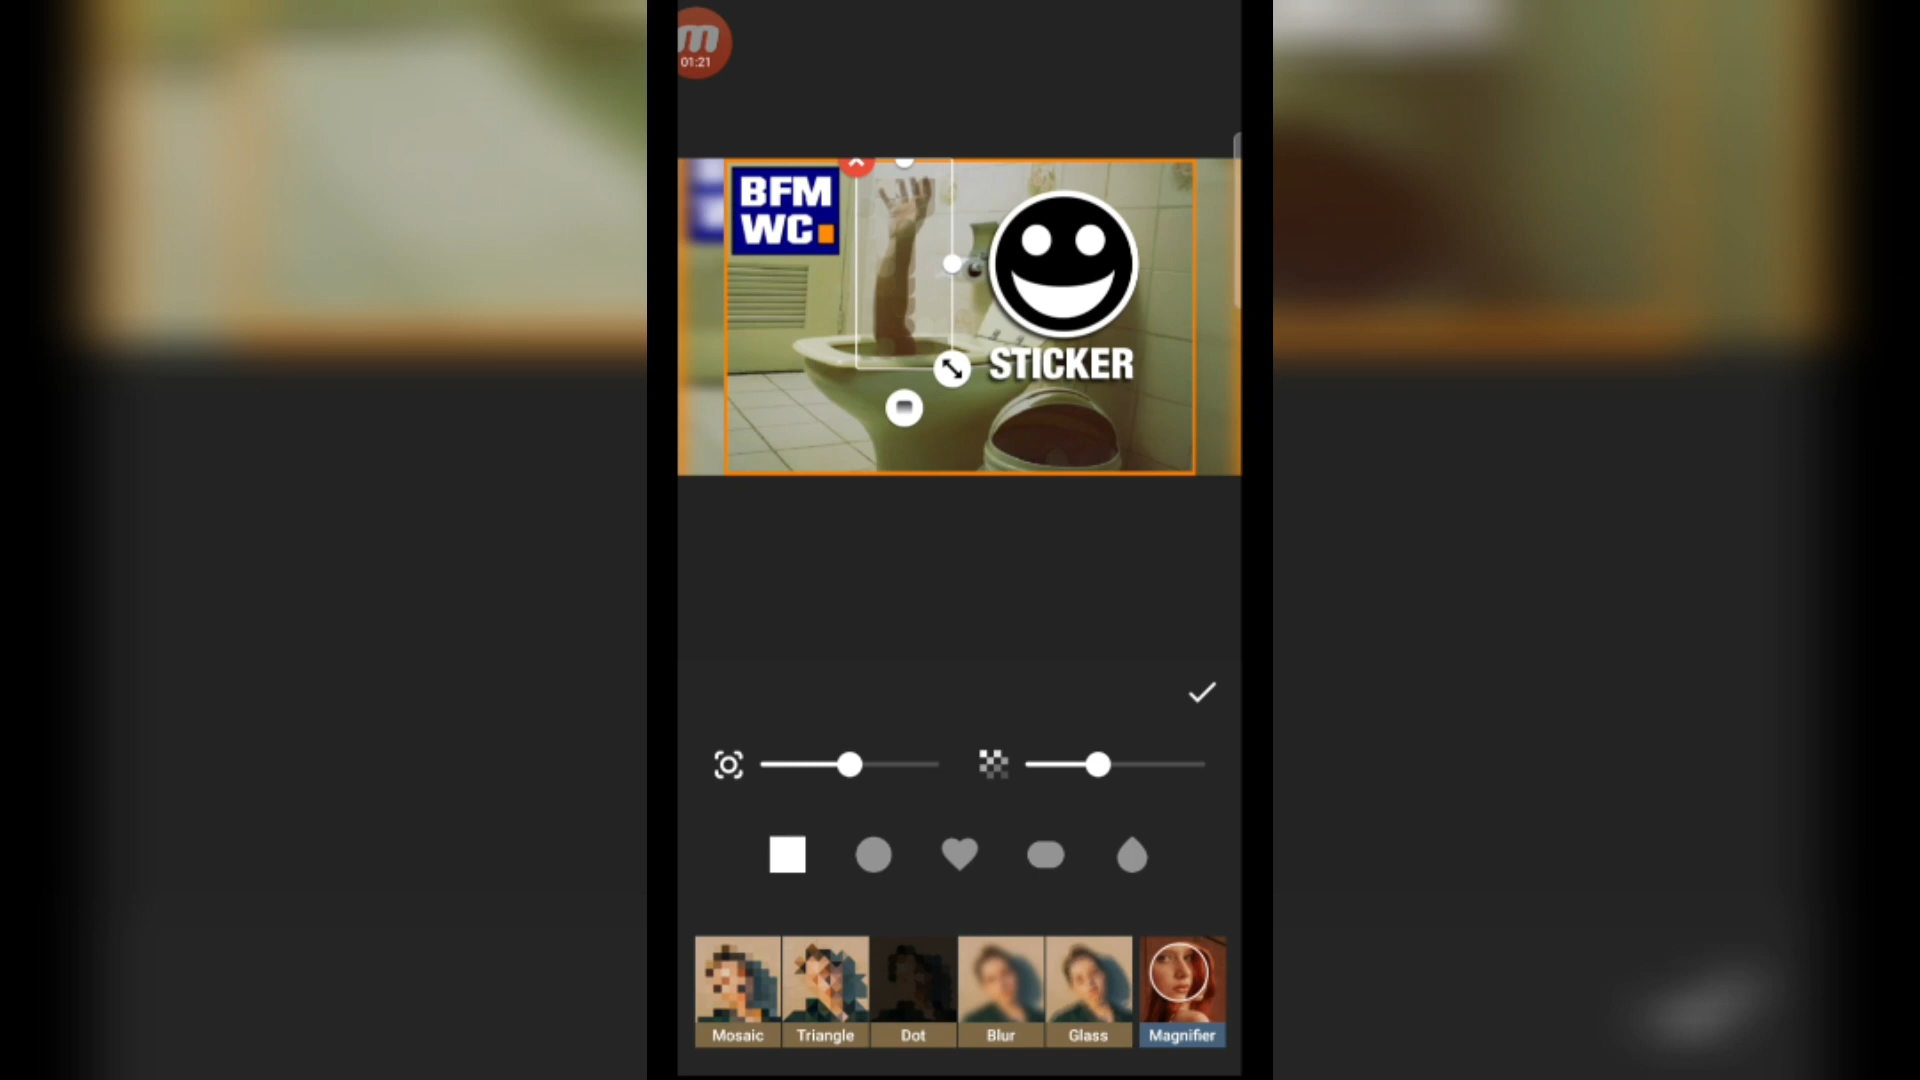 m
01:21
BFM
WC.
STICKER
Mosaic
Triangle
Dot
Blur
Glass
Magnifier